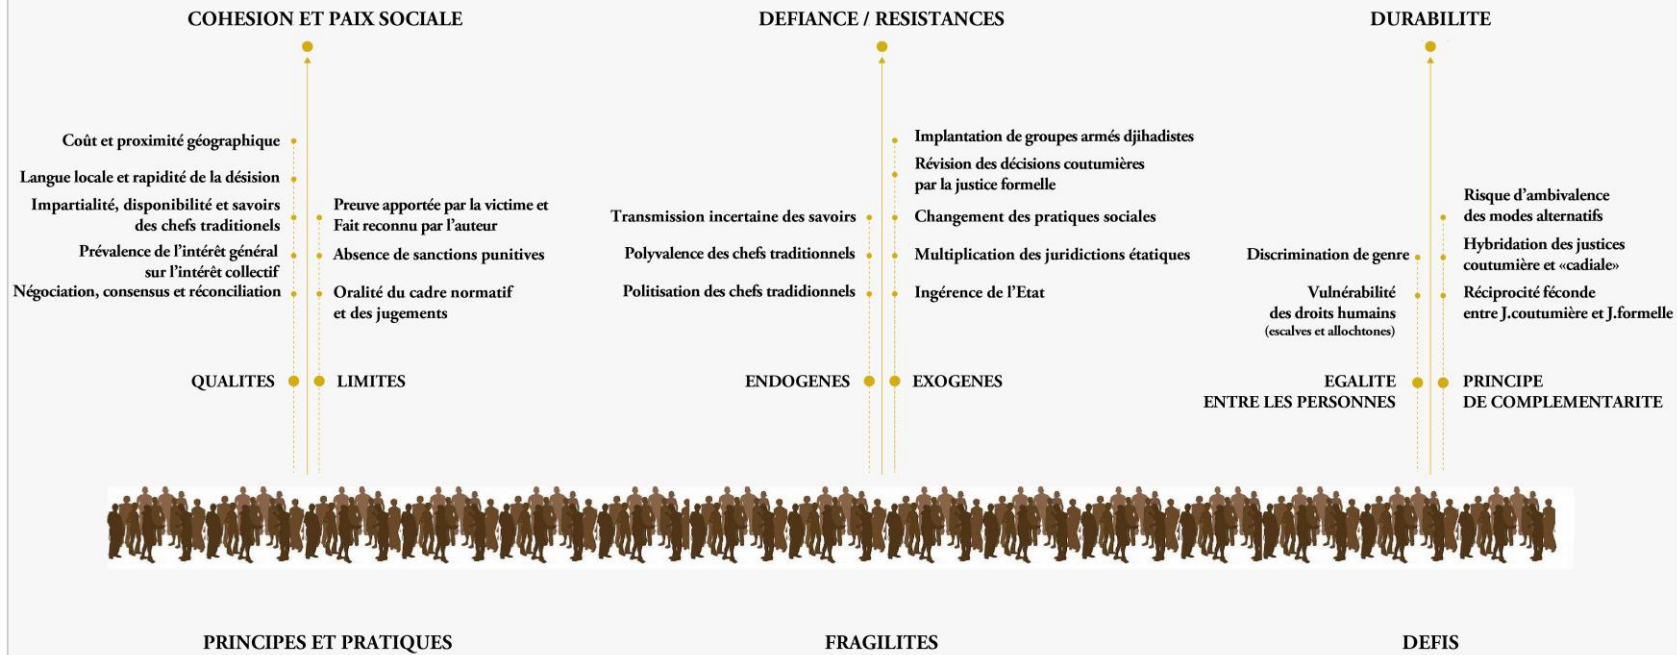 COHESION ET PAIX SOCIALE
Coût et proximité géographique
Langue locale et rapidité de la désision
Impartialité, disponibilité et savoirs
des chefs traditionels
Prévalence de l'intérêt général
sur l'intérêt collectif
Négociation, consensus et réconciliation
QUALITES
Preuve apportée par la victime et
Fait reconnu par l'auteur
Absence de sanctions punitives
Oralité du cadre normatif
et des jugements
LIMITES
PRINCIPES ET PRATIQUES
DEFIANCE / RESISTANCES
Transmission incertaine des savoirs
Polyvalence des chefs traditionnels
Politisation des chefs tradidionnels
ENDOGENES
Implantation de groupes armés djihadistes
Révision des décisions coutumières
par la justice formelle
Changement des pratiques sociales
Multiplication des juridictions étatiques
Ingérence de l'Etat
EXOGENES
FRAGILITES
DURABILITE
Discrimination de genre
Vulnérabilité
des droits humains
(escalves et allochtones)
EGALITE
ENTRE LES PERSONNES
Risque d'ambivalence
des modes alternatifs
Hybridation des justices
coutumière et «cadiale»
Réciprocité féconde
entre J.coutumière et J.formelle
PRINCIPE
DE COMPLEMENTARITE
DEFIS